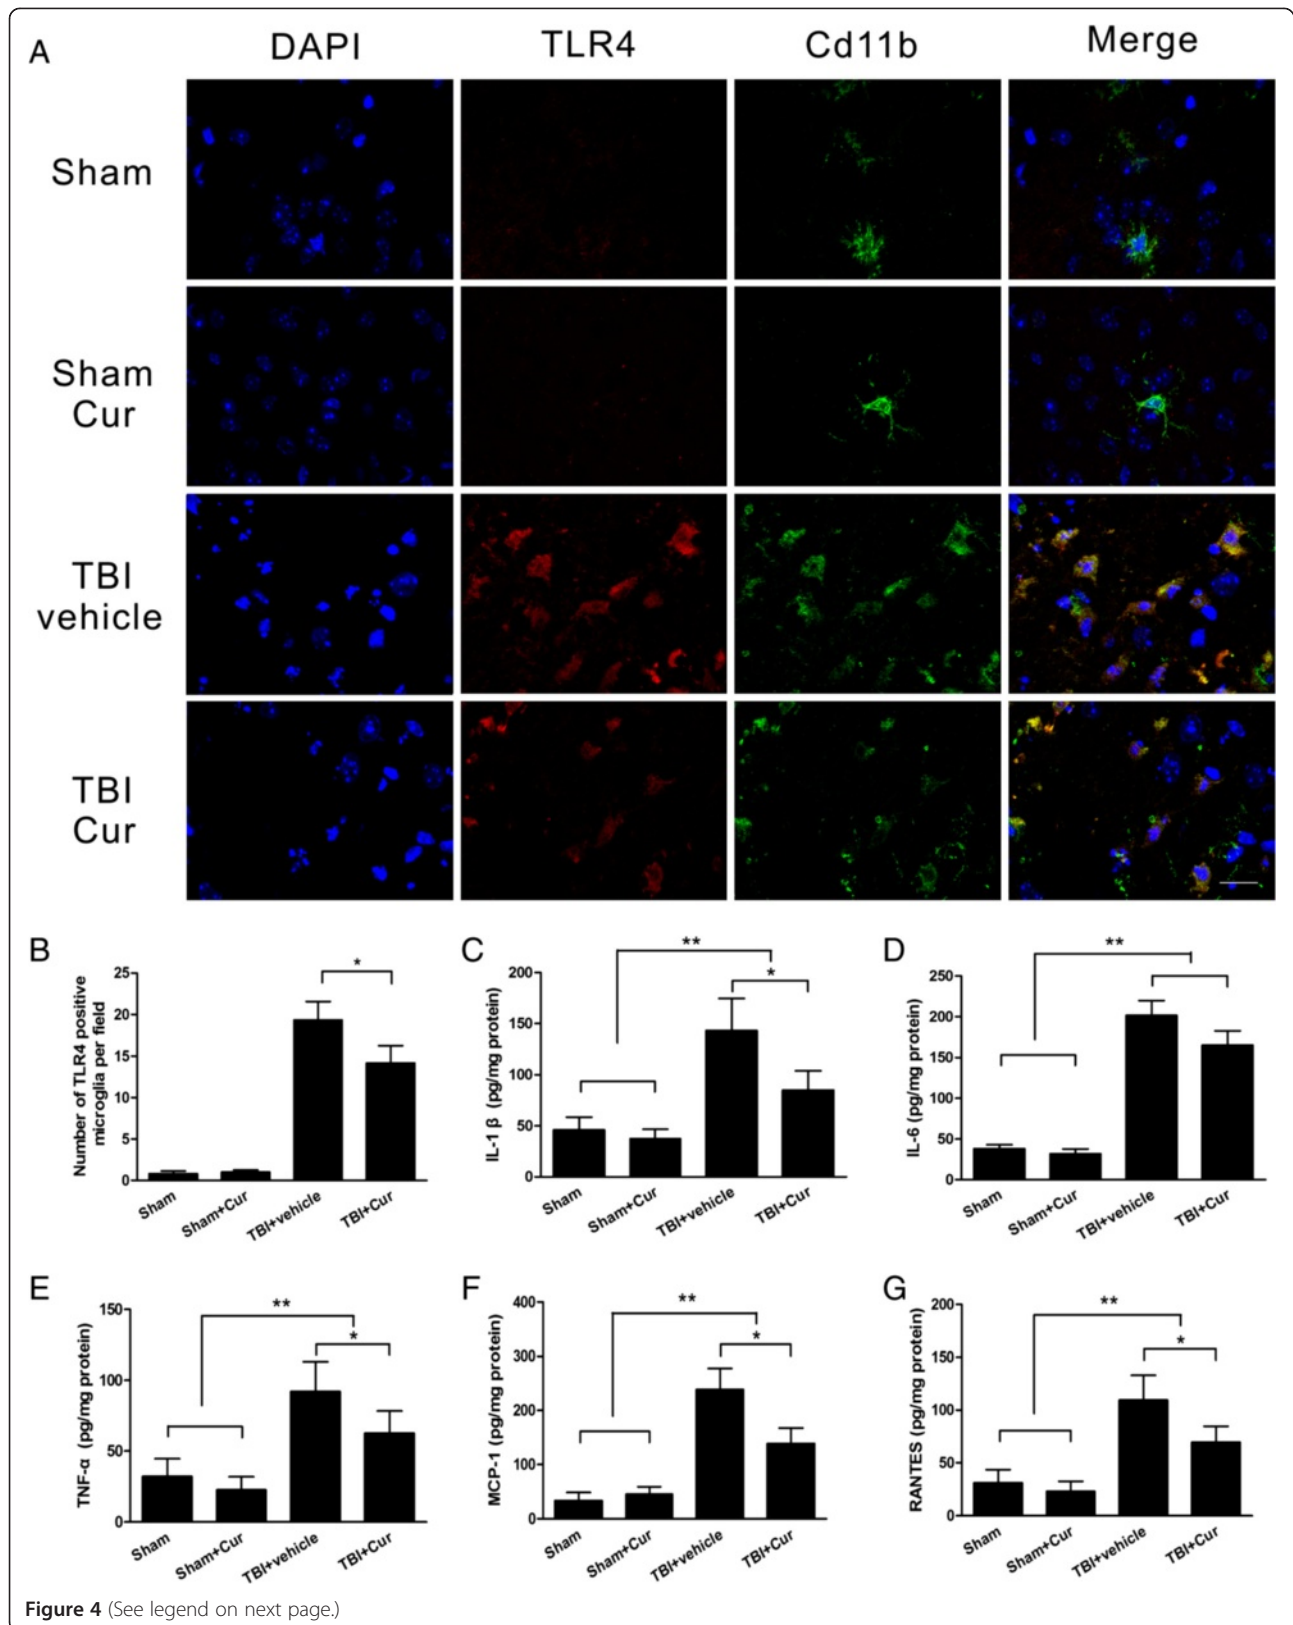 A
DAPI
TLR4
Cd11b
Merge
Sham
Sham
Cur
TBI
vehicle
TBI
Cur
B
Number of TLR4 positive
microglia per field
25
20
15
10
5
0
*
Sham
Sham+Cur
TBI+vehicle
TBI+Cur
C
IL-1 β (pg/mg protein)
200
150
100
50
0
**
*
Sham
Sham+Cur
TBI+vehicle
TBI+Cur
D
IL-6 (pg/mg protein)
250
200
150
100
50
0
**
Sham
Sham+Cur
TBI+vehicle
TBI+Cur
E
TNF-α (pg/mg protein)
150
100
50
0
**
*
Sham
Sham+Cur
TBI+vehicle
TBI+Cur
F
MCP-1 (pg/mg protein)
400
300
200
100
0
**
*
Sham
Sham+Cur
TBI+vehicle
TBI+Cur
G
RANTES (pg/mg protein)
200
150
100
50
0
**
*
Sham
Sham+Cur
TBI+vehicle
TBI+Cur
Figure 4 (See legend on next page.)